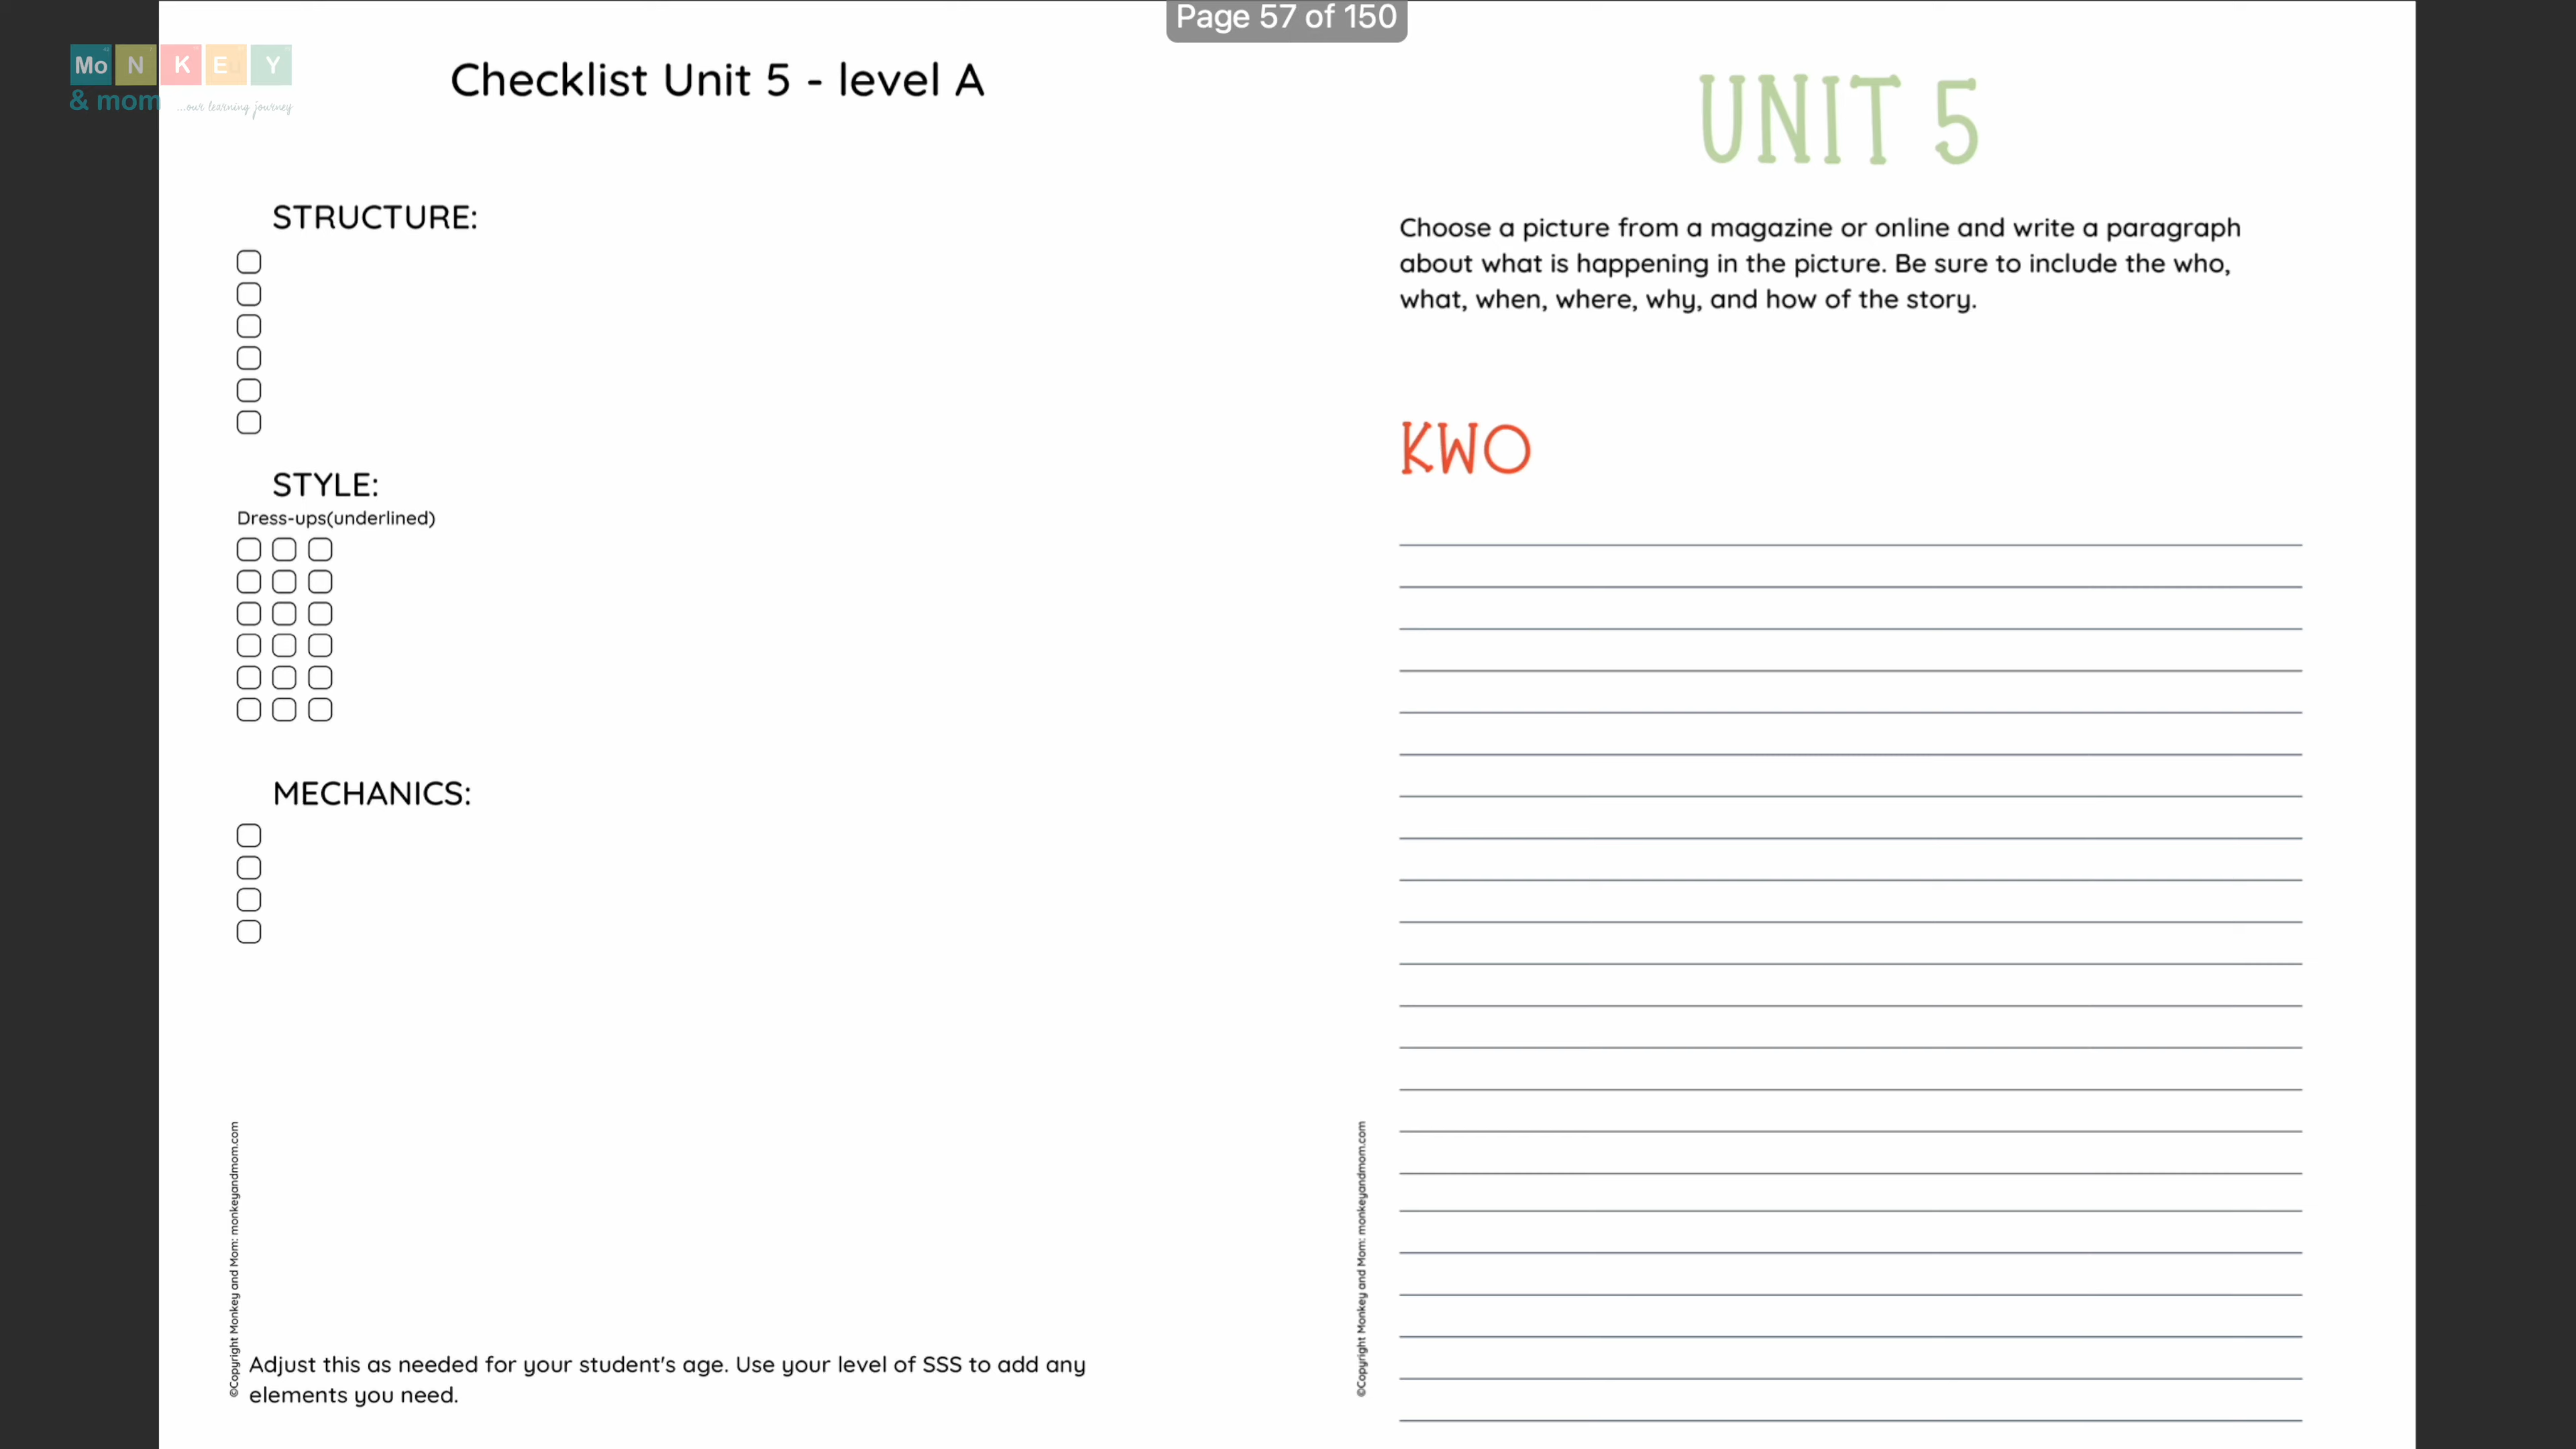 Page 57 of 150
Mo N K E Y
& mom ...our learning journey
Checklist Unit 5 - level A
STRUCTURE:
STYLE:
Dress-ups(underlined)
MECHANICS:
©Copyright Monkey and Mom: monkeyandmom.com
Adjust this as needed for your student's age. Use your level of SSS to add any
elements you need.
UNIT 5
Choose a picture from a magazine or online and write a paragraph
about what is happening in the picture. Be sure to include the who,
what, when, where, why, and how of the story.
KWO
©Copyright Monkey and Mom: monkeyandmom.com